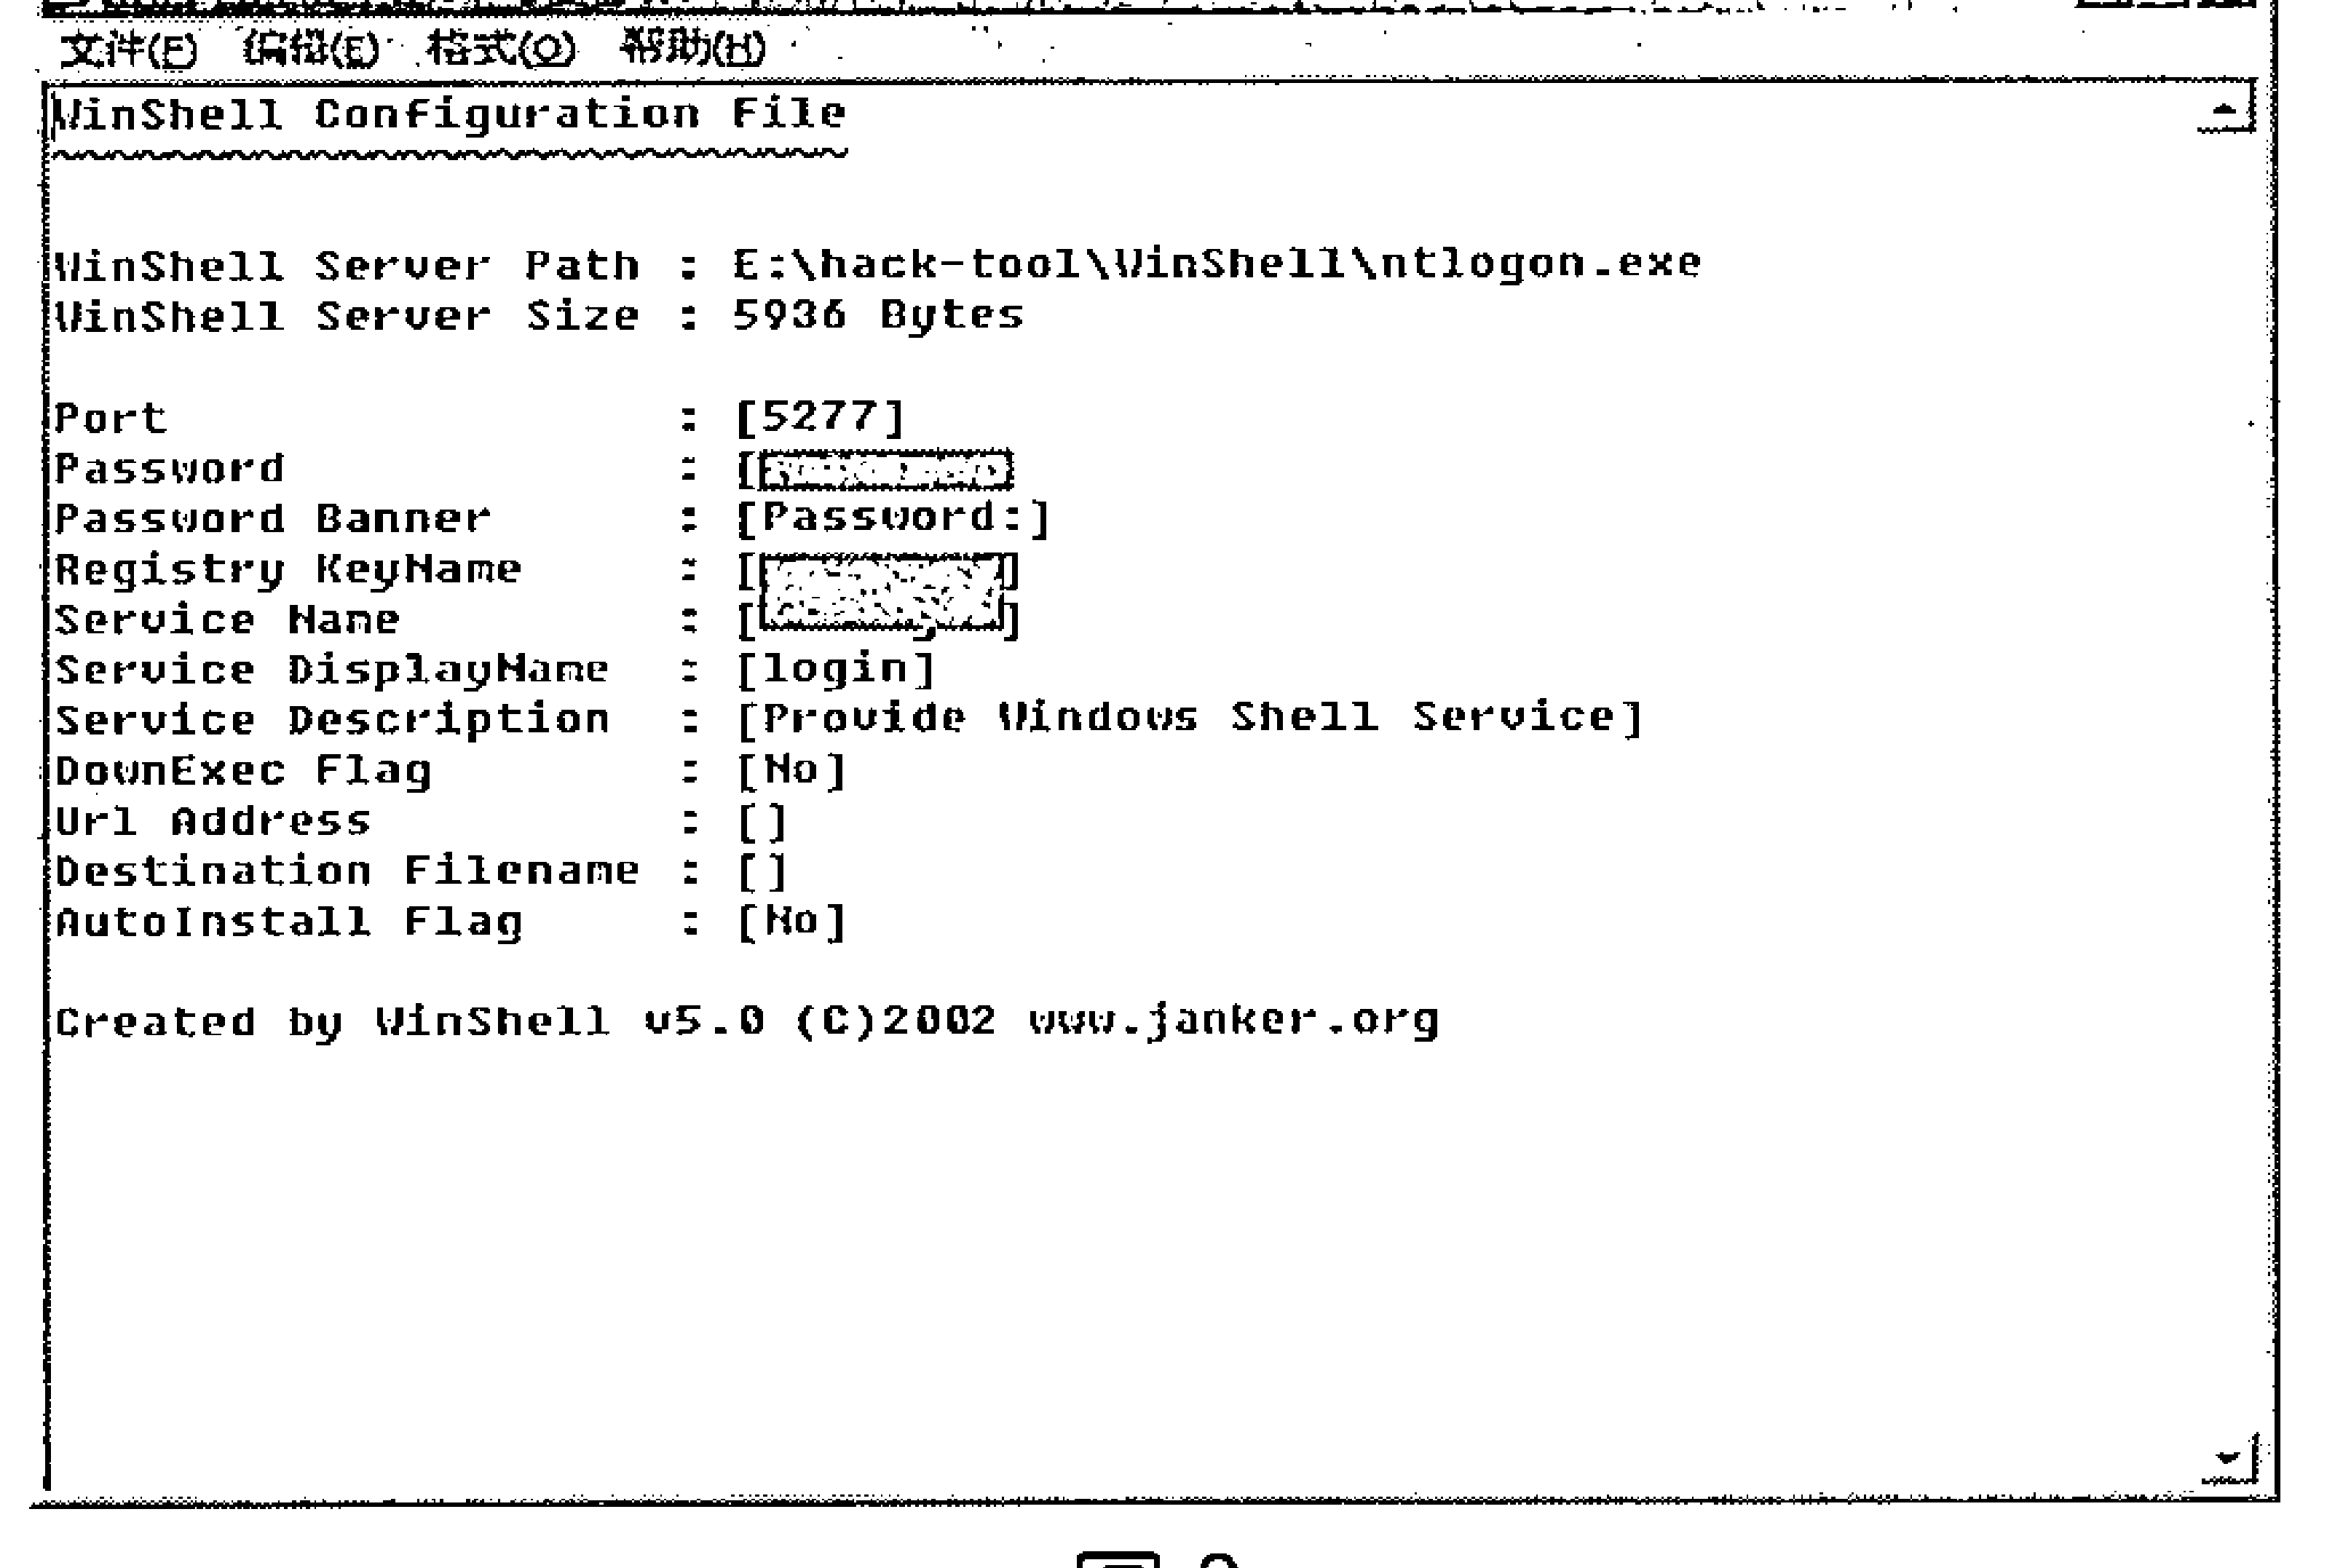 文件(F) 编辑(E) 格式(O) 帮助(H)
WinShell Configuration File
WinShell Server Path : E:\hack-tool\WinShell\ntlogon.exe
WinShell Server Size : 5936 Bytes
Port : [5277]
Password : [
Password Banner : [Password:]
Registry KeyName : [ ]
Service Name : [ ]
Service DisplayName : [login]
Service Description : [Provide Windows Shell Service]
DownExec Flag : [No]
Url Address : []
Destination Filename : []
AutoInstall Flag : [No]
Created by WinShell v5.0 (C)2002 www.janker.org